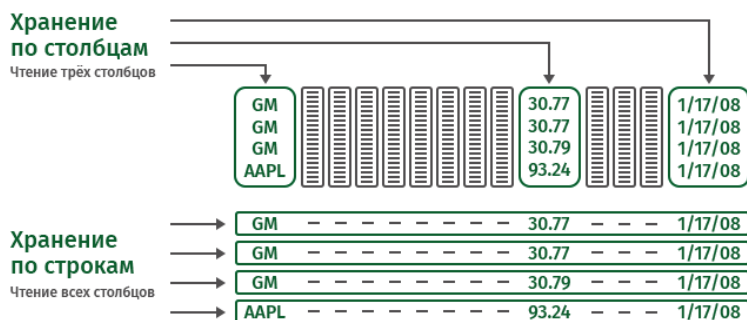 Хранение
по столбцам
Чтение трёх столбцов
GM 30.77 1/17/08
GM 30.77 1/17/08
GM 30.79 1/17/08
AAPL 93.24 1/17/08
Хранение
по строкам
Чтение всех столбцов
GM – – – – – – – – 30.77 – – – 1/17/08
GM – – – – – – – – 30.77 – – – 1/17/08
GM – – – – – – – – 30.79 – – – 1/17/08
AAPL – – – – – – – – 93.24 – – – 1/17/08